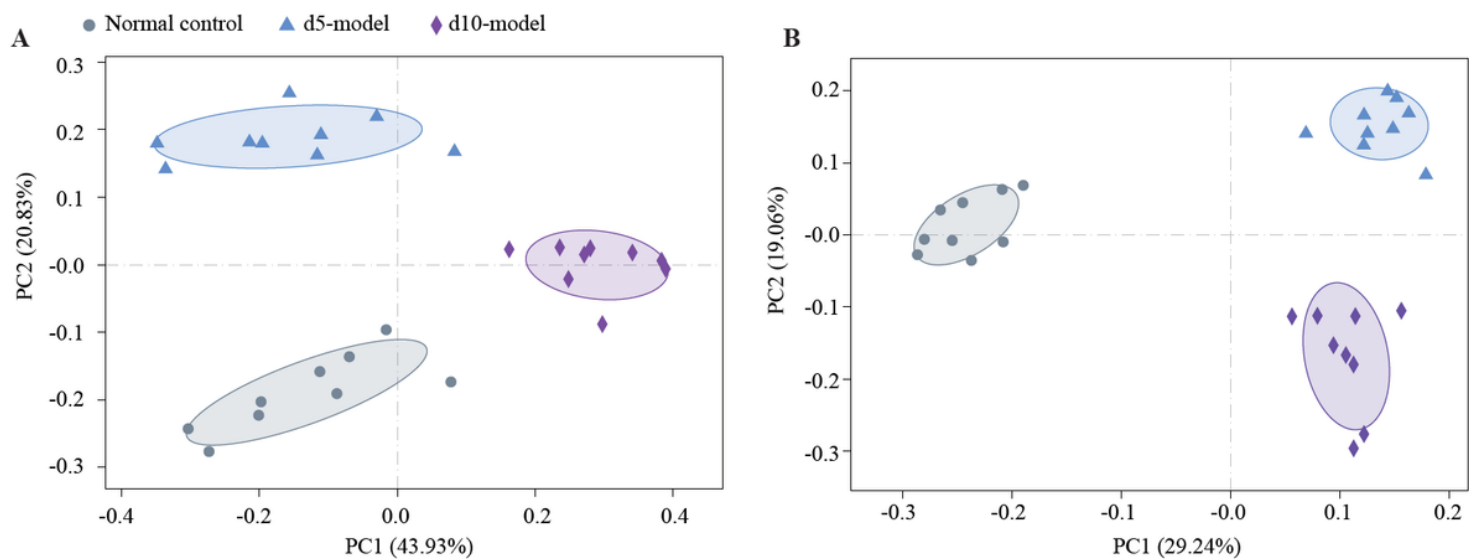 Normal control d5-model d10-model
A
B
0.3
0.2
0.1
-0.0
-0.1
-0.2
-0.3
PC2 (20.83%)
-0.4 -0.2 0.0 0.2 0.4
PC1 (43.93%)
0.2
0.1
-0.0
-0.1
-0.2
-0.3
PC2 (19.06%)
-0.3 -0.2 -0.1 -0.0 0.1 0.2
PC1 (29.24%)